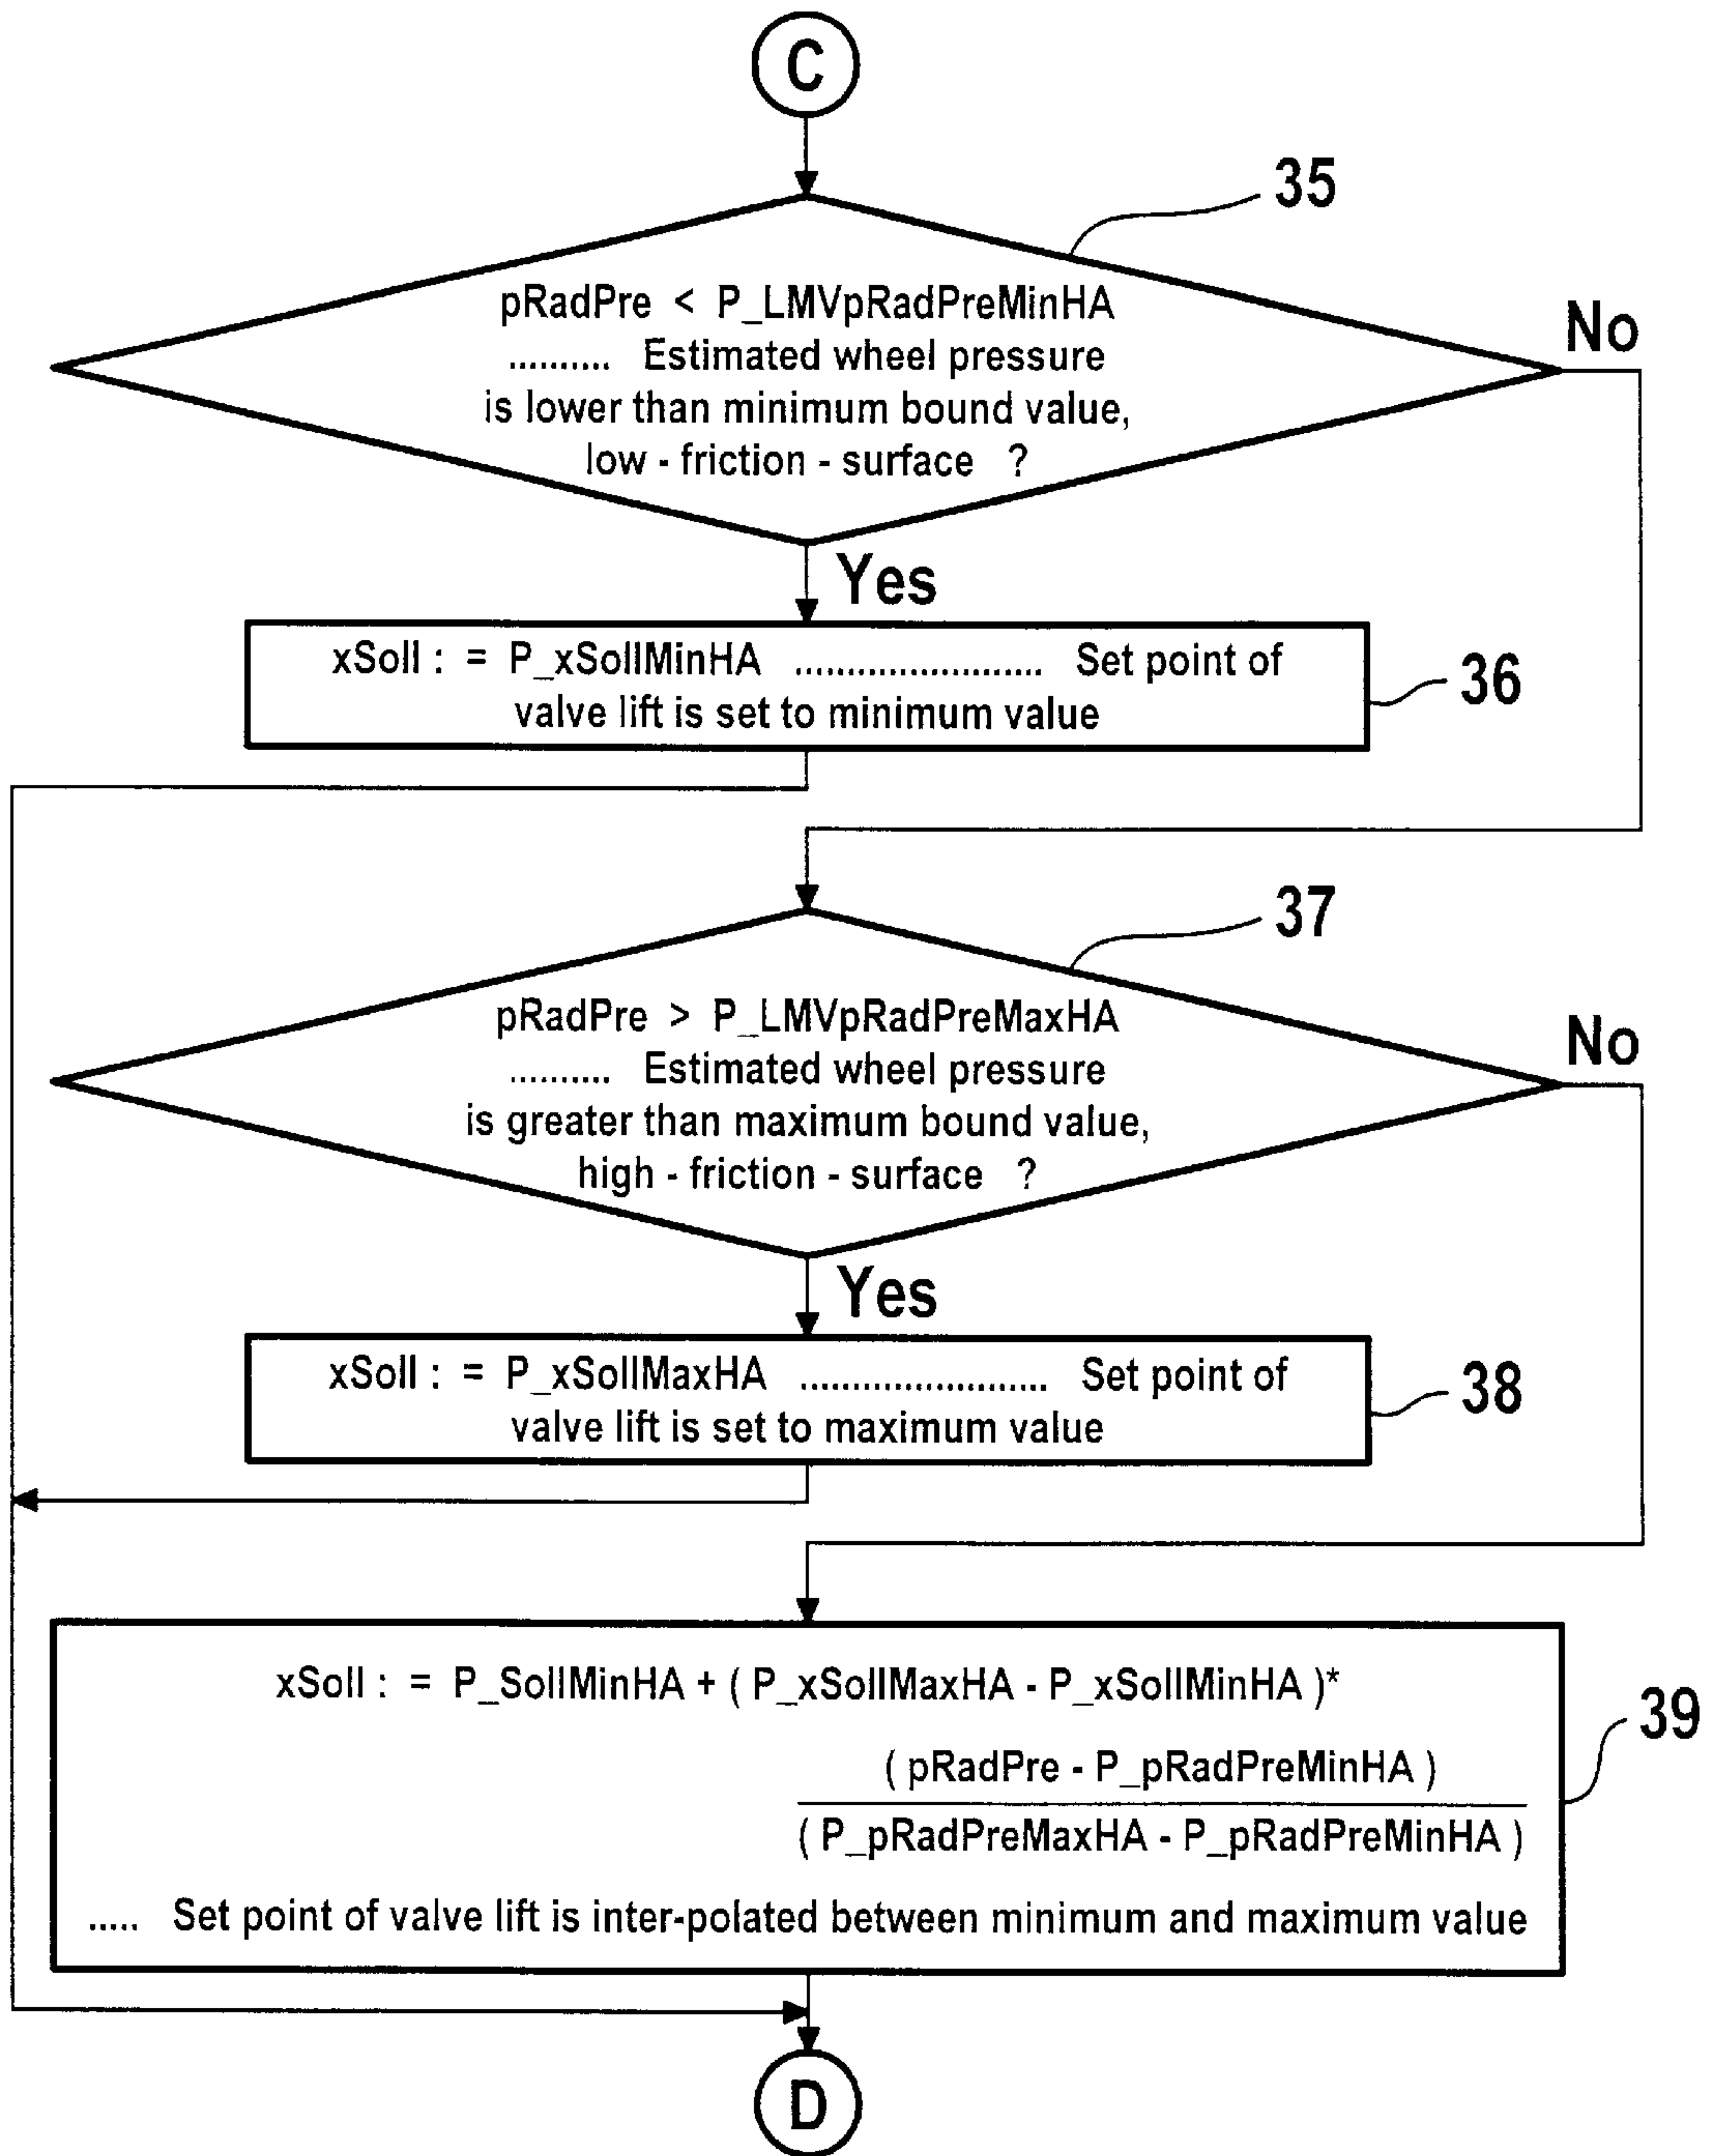 C
35
pRadPre < P_LMVpRadPreMinHA
.......... Estimated wheel pressure
is lower than minimum bound value,
low - friction - surface ?
No
Yes
xSoll : = P_xSollMinHA ........................ Set point of
valve lift is set to minimum value
36
37
pRadPre > P_LMVpRadPreMaxHA
.......... Estimated wheel pressure
is greater than maximum bound value,
high - friction - surface ?
No
Yes
xSoll : = P_xSollMaxHA ........................ Set point of
valve lift is set to maximum value
38
xSoll : = P_SollMinHA + ( P_xSollMaxHA - P_xSollMinHA )*
( pRadPre - P_pRadPreMinHA )
( P_pRadPreMaxHA - P_pRadPreMinHA )
..... Set point of valve lift is inter-polated between minimum and maximum value
39
D